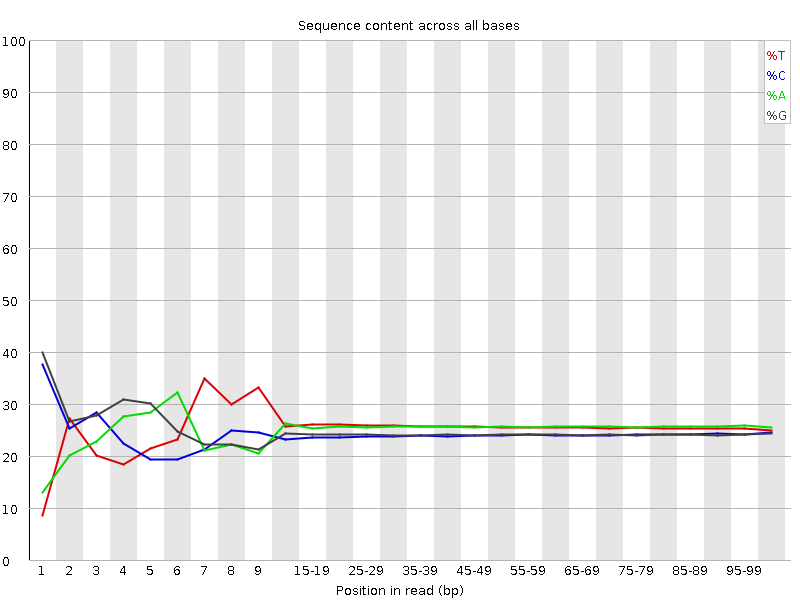 Sequence content across all bases
100
90
80
70
60
50
40
30
20
10
0
%T
%C
%A
%G
1 2 3 4 5 6 7 8 9 15-19 25-29 35-39 45-49 55-59 65-69 75-79 85-89 95-99
Position in read (bp)